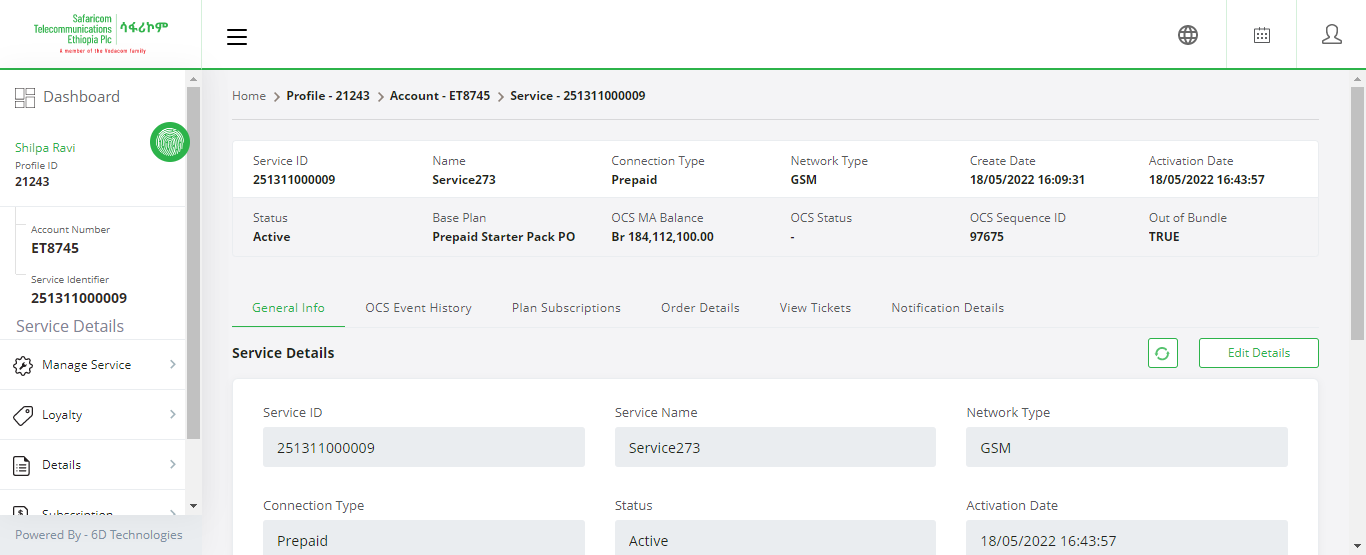 Safaricom
Telecommunications
Ethiopia Plc
ሳፋሪኮም
A member of the Vodacom family
Dashboard
Shilpa Ravi
Profile ID
21243
Account Number
ET8745
Service Identifier
251311000009
Service Details
Manage Service
Loyalty
Details
Subscription
Powered By - 6D Technologies
Home > Profile - 21243 > Account - ET8745 > Service - 251311000009
Service ID Name Connection Type Network Type Create Date Activation Date
251311000009 Service273 Prepaid GSM 18/05/2022 16:09:31 18/05/2022 16:43:57
Status Base Plan OCS MA Balance OCS Status OCS Sequence ID Out of Bundle
Active Prepaid Starter Pack PO Br 184,112,100.00 - 97675 TRUE
General Info OCS Event History Plan Subscriptions Order Details View Tickets Notification Details
Service Details Edit Details
Service ID Service Name Network Type
251311000009 Service273 GSM
Connection Type Status Activation Date
Prepaid Active 18/05/2022 16:43:57